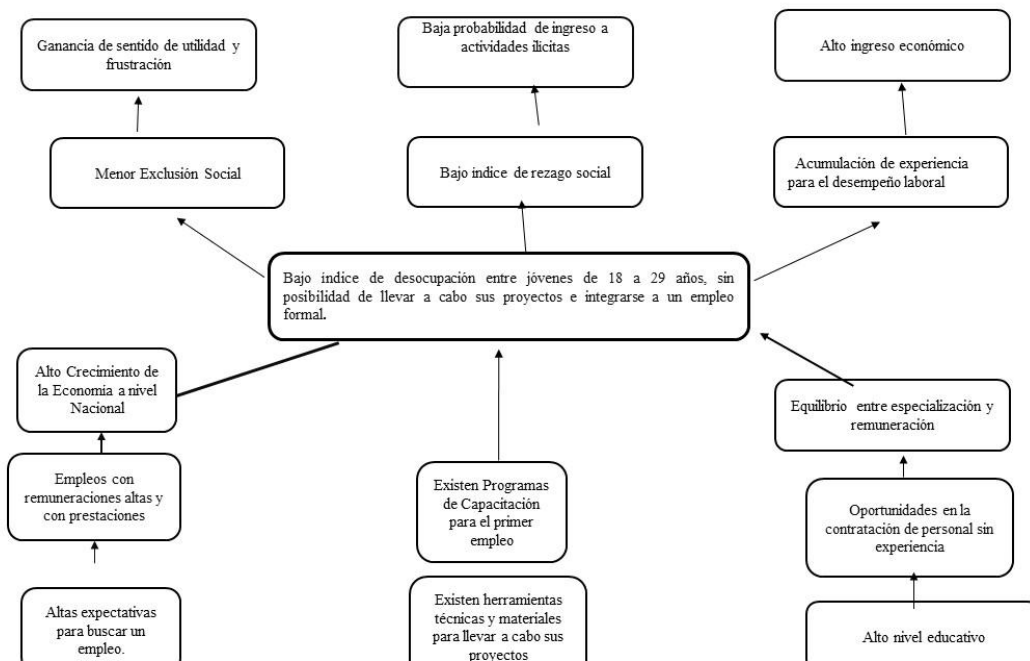 Ganancia de sentido de utilidad y
frustración
Baja probabilidad de ingreso a
actividades ilícitas
Alto ingreso económico
Menor Exclusión Social
Bajo índice de rezago social
Acumulación de experiencia
para el desempeño laboral
Bajo índice de desocupación entre jóvenes de 18 a 29 años, sin
posibilidad de llevar a cabo sus proyectos e integrarse a un empleo
formal.
Alto Crecimiento de
la Economía a nivel
Nacional
Equilibrio entre especialización y
remuneración
Empleos con
remuneraciones altas y
con prestaciones
Existen Programas
de Capacitación
para el primer
empleo
Oportunidades en la
contratación de personal sin
experiencia
Altas expectativas
para buscar un
empleo.
Existen herramientas
técnicas y materiales
para llevar a cabo sus
proyectos
Alto nivel educativo